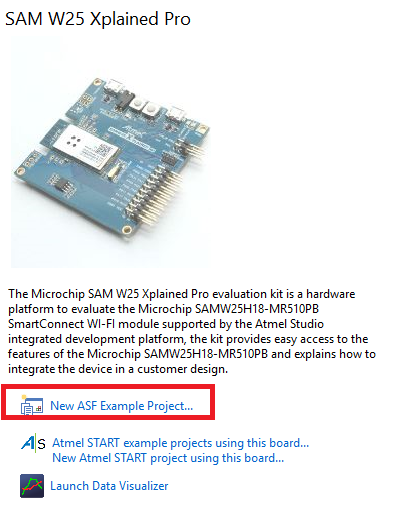 SAM W25 Xplained Pro
The Microchip SAM W25 Xplained Pro evaluation kit is a hardware
platform to evaluate the Microchip SAMW25H18-MR510PB
SmartConnect WI-FI module supported by the Atmel Studio
integrated development platform, the kit provides easy access to the
features of the Microchip SAMW25H18-MR510PB and explains how to
integrate the device in a customer design.
New ASF Example Project...
Atmel START example projects using this board...
New Atmel START project using this board...
Launch Data Visualizer